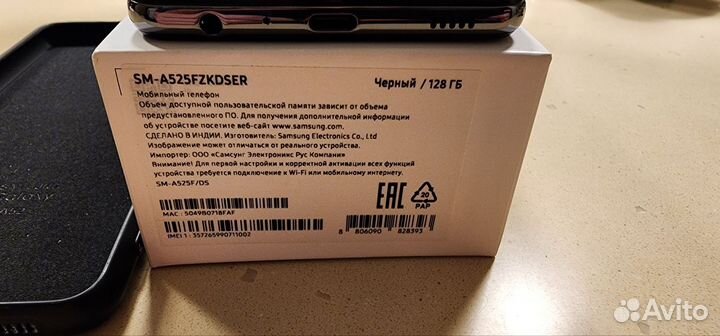 SM-A525FZKDSER
Черный / 128 ГБ
Мобильный телефон
Объем доступной пользовательской памяти зависит от объема
предустановленного ПО. Для получения дополнительной информации
об устройстве посетите веб-сайт www.samsung.com.
СДЕЛАНО В ИНДИИ. Изготовитель: Samsung Electronics Co., Ltd
Изображение может отличаться от реального устройства.
Импортер: ООО «Самсунг Электроникс Рус Компани»
Внимание! Для первой настройки и корректной активации всех функций
устройства требуется подключение к Wi-Fi или мобильному интернету.
SM-A525F/DS
EAC
20
PAP
MAC : 5049B071BFAF
IMEI 1 : 357265990711002
8 806090 828393
Avito